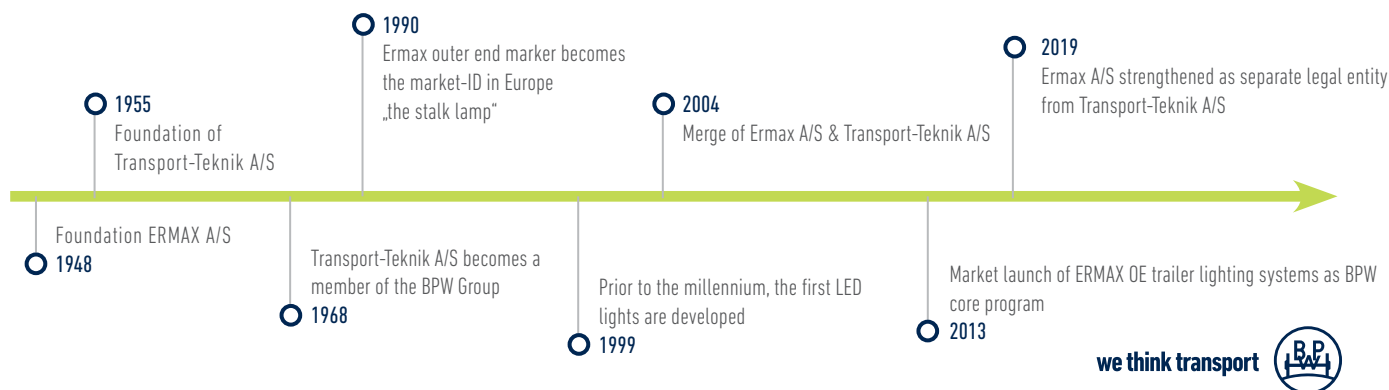 1948
Foundation ERMAX A/S
1955
Foundation of
Transport-Teknik A/S
Transport-Teknik A/S becomes a
member of the BPW Group
1968
1990
Ermax outer end marker becomes
the market-ID in Europe
„the stalk lamp“
Prior to the millennium, the first LED
lights are developed
1999
2004
Merge of Ermax A/S & Transport-Teknik A/S
Market launch of ERMAX OE trailer lighting systems as BPW
core program
2013
2019
Ermax A/S strengthened as separate legal entity
from Transport-Teknik A/S
we think transport
BPW